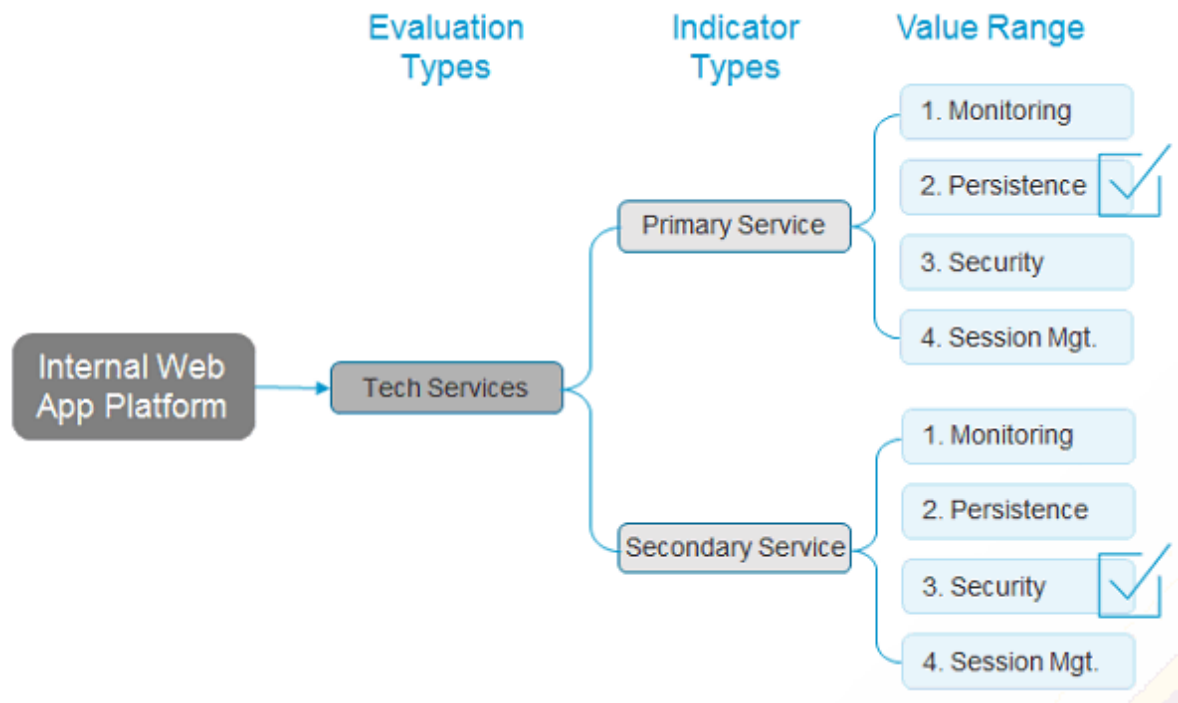 Evaluation
Types
Indicator
Types
Value Range
Internal Web
App Platform
Tech Services
Primary Service
1. Monitoring
2. Persistence
3. Security
4. Session Mgt.
Secondary Service
1. Monitoring
2. Persistence
3. Security
4. Session Mgt.